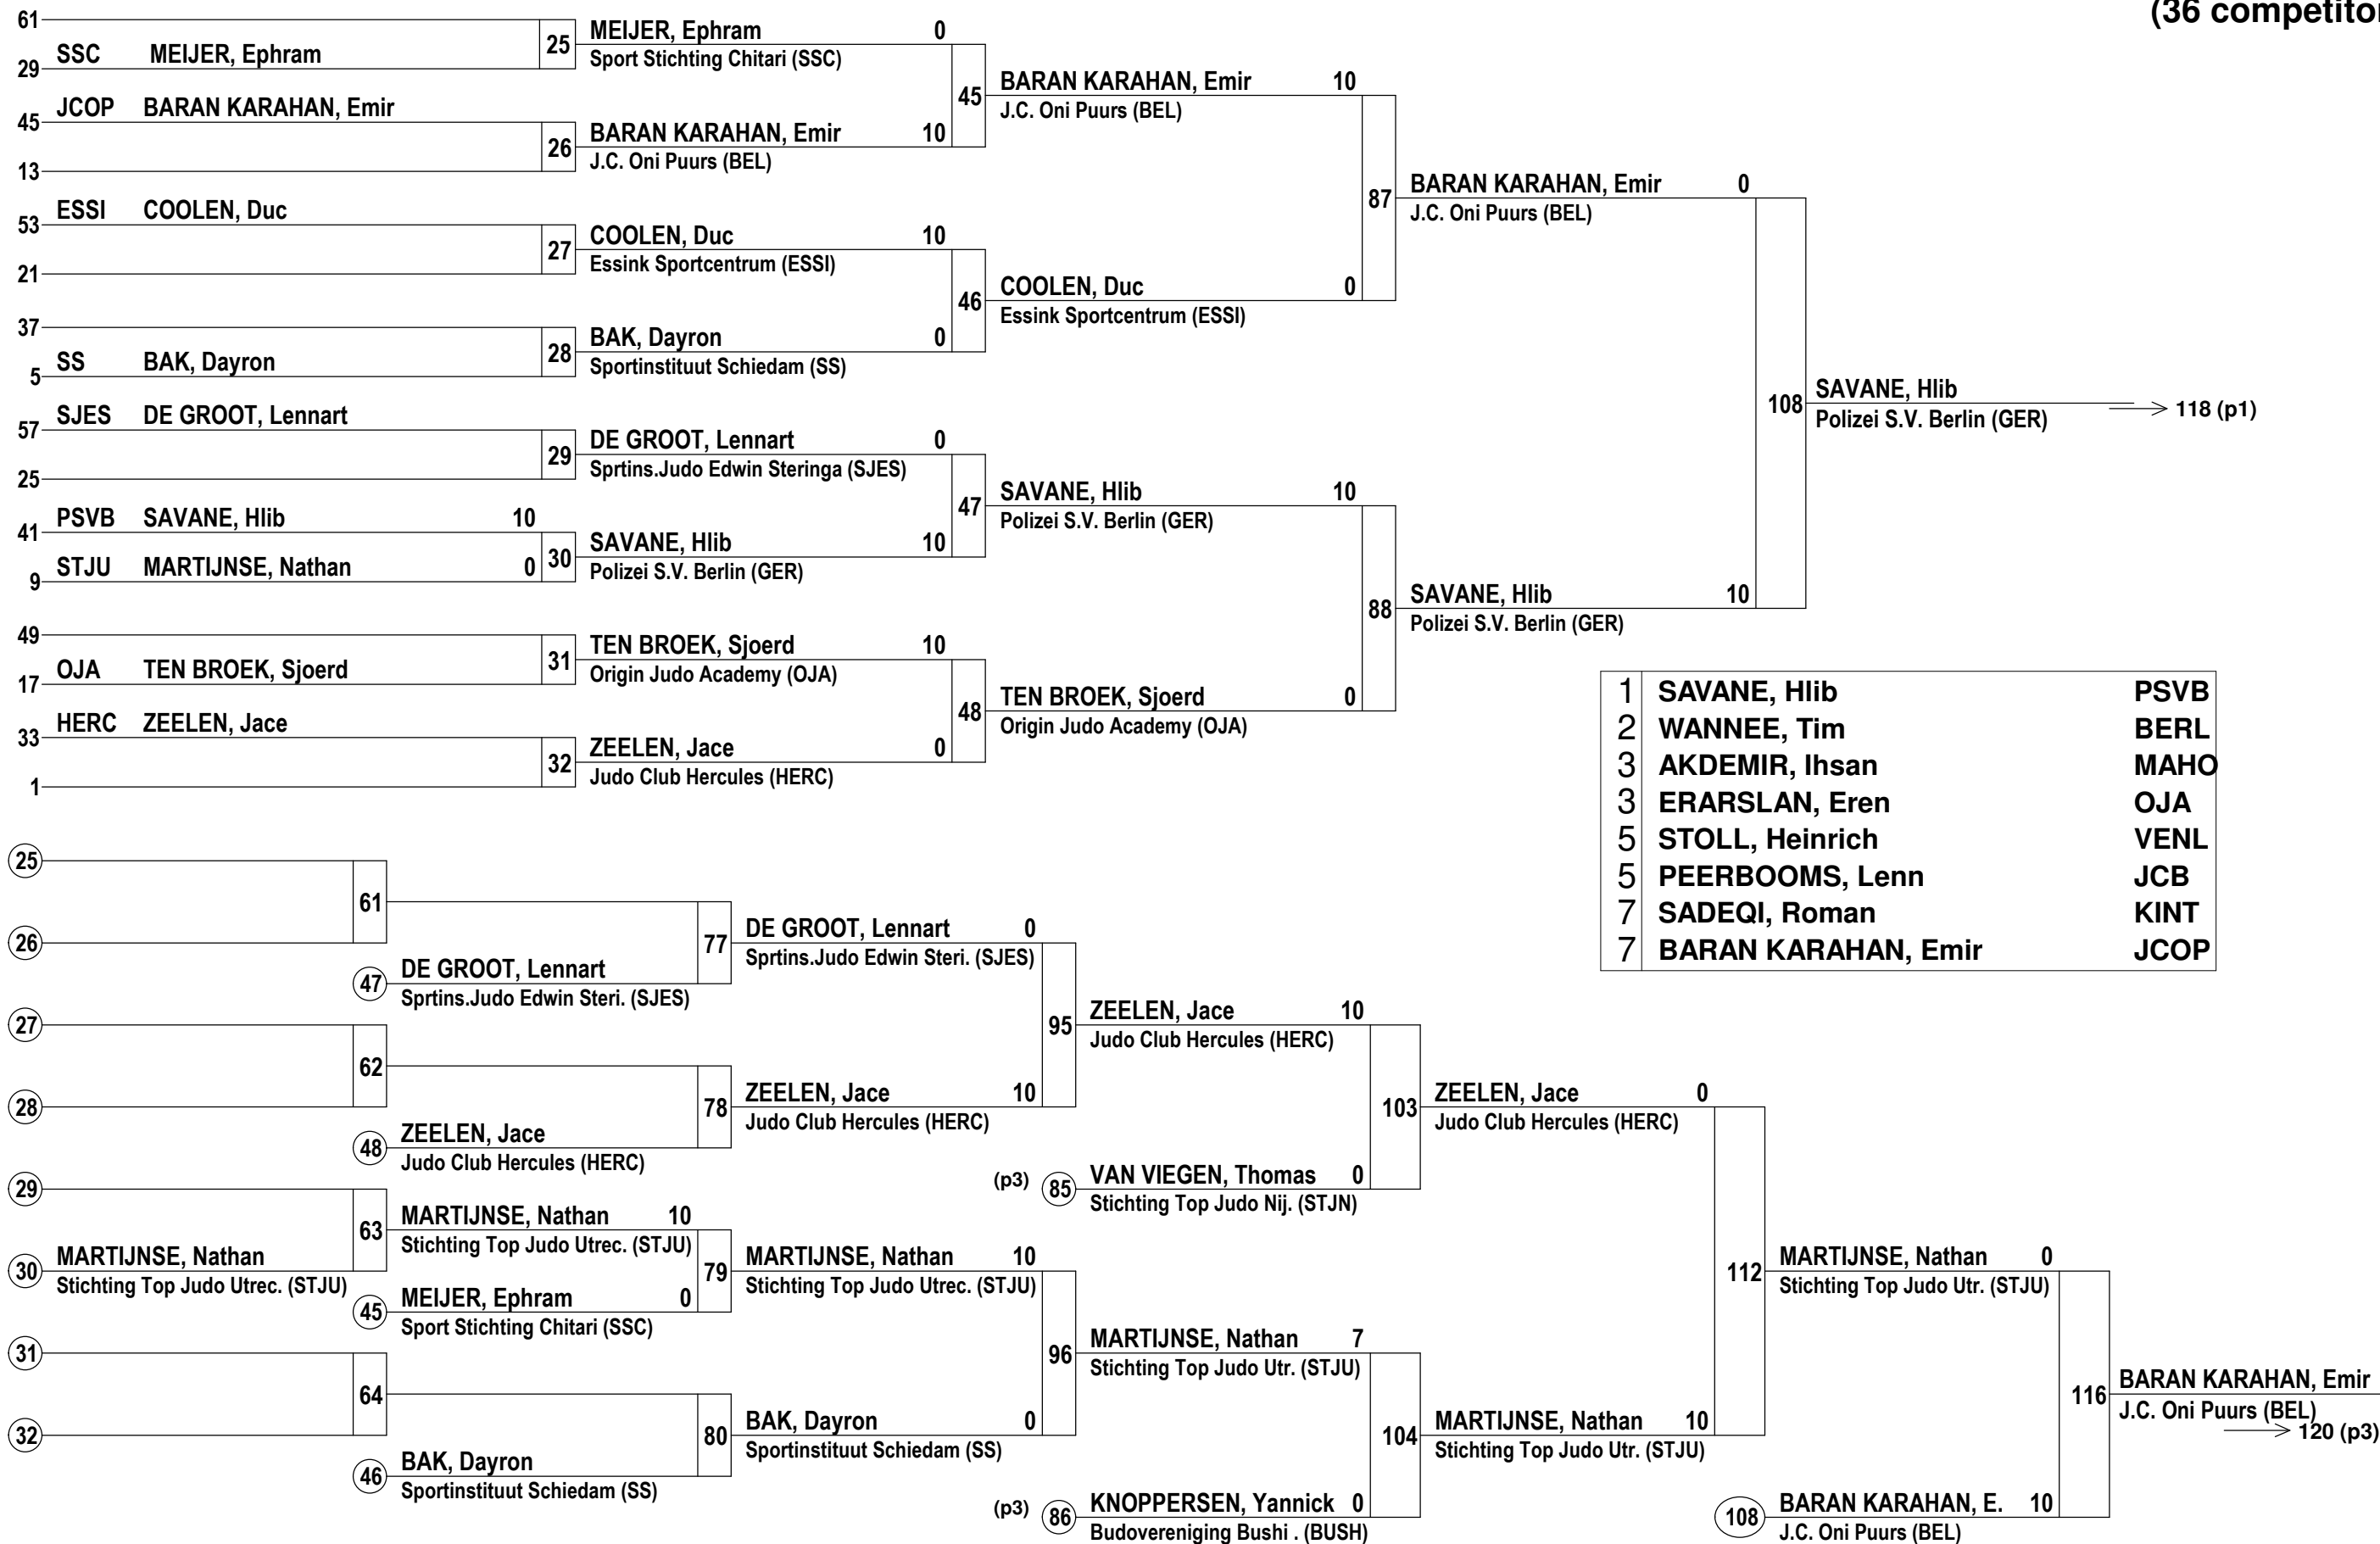 (36 competitor
61
25 MEIJER, Ephram 0
Sport Stichting Chitari (SSC)
29 SSC MEIJER, Ephram
45 BARAN KARAHAN, Emir 10
J.C. Oni Puurs (BEL)
45 JCOP BARAN KARAHAN, Emir
26 BARAN KARAHAN, Emir 10
J.C. Oni Puurs (BEL)
13
87 BARAN KARAHAN, Emir 0
J.C. Oni Puurs (BEL)
53 ESSI COOLEN, Duc
27 COOLEN, Duc 10
Essink Sportcentrum (ESSI)
21
46 COOLEN, Duc 0
Essink Sportcentrum (ESSI)
37
28 BAK, Dayron 0
Sportinstituut Schiedam (SS)
5 SS BAK, Dayron
108 SAVANE, Hlib
Polizei S.V. Berlin (GER)
118 (p1)
57 SJES DE GROOT, Lennart
29 DE GROOT, Lennart 0
Sprtins.Judo Edwin Steringa (SJES)
25
47 SAVANE, Hlib 10
Polizei S.V. Berlin (GER)
41 PSVB SAVANE, Hlib 10
30 SAVANE, Hlib 10
Polizei S.V. Berlin (GER)
9 STJU MARTIJNSE, Nathan 0
88 SAVANE, Hlib 10
Polizei S.V. Berlin (GER)
49
31 TEN BROEK, Sjoerd 10
Origin Judo Academy (OJA)
17 OJA TEN BROEK, Sjoerd
48 TEN BROEK, Sjoerd 0
Origin Judo Academy (OJA)
33 HERC ZEELEN, Jace
32 ZEELEN, Jace 0
Judo Club Hercules (HERC)
1
1 SAVANE, Hlib PSVB
2 WANNEE, Tim BERL
3 AKDEMIR, Ihsan MAHO
3 ERARSLAN, Eren OJA
5 STOLL, Heinrich VENL
5 PEERBOOMS, Lenn JCB
7 SADEQI, Roman KINT
7 BARAN KARAHAN, Emir JCOP
25
61
26
77 DE GROOT, Lennart 0
Sprtins.Judo Edwin Steri. (SJES)
47 DE GROOT, Lennart
Sprtins.Judo Edwin Steri. (SJES)
27
95 ZEELEN, Jace 10
Judo Club Hercules (HERC)
62
28
78 ZEELEN, Jace 10
Judo Club Hercules (HERC)
103 ZEELEN, Jace 0
Judo Club Hercules (HERC)
48 ZEELEN, Jace
Judo Club Hercules (HERC)
(p3) 85 VAN VIEGEN, Thomas 0
Stichting Top Judo Nij. (STJN)
29
63 MARTIJNSE, Nathan 10
Stichting Top Judo Utrec. (STJU)
30 MARTIJNSE, Nathan
Stichting Top Judo Utrec. (STJU)
79 MARTIJNSE, Nathan 10
Stichting Top Judo Utrec. (STJU)
112 MARTIJNSE, Nathan 0
Stichting Top Judo Utr. (STJU)
45 MEIJER, Ephram 0
Sport Stichting Chitari (SSC)
31
96 MARTIJNSE, Nathan 7
Stichting Top Judo Utr. (STJU)
64
116 BARAN KARAHAN, Emir
J.C. Oni Puurs (BEL)
120 (p3)
32
80 BAK, Dayron 0
Sportinstituut Schiedam (SS)
104 MARTIJNSE, Nathan 10
Stichting Top Judo Utr. (STJU)
46 BAK, Dayron
Sportinstituut Schiedam (SS)
(p3) 86 KNOPPERSEN, Yannick 0
Budovereniging Bushi . (BUSH)
108 BARAN KARAHAN, E. 10
J.C. Oni Puurs (BEL)